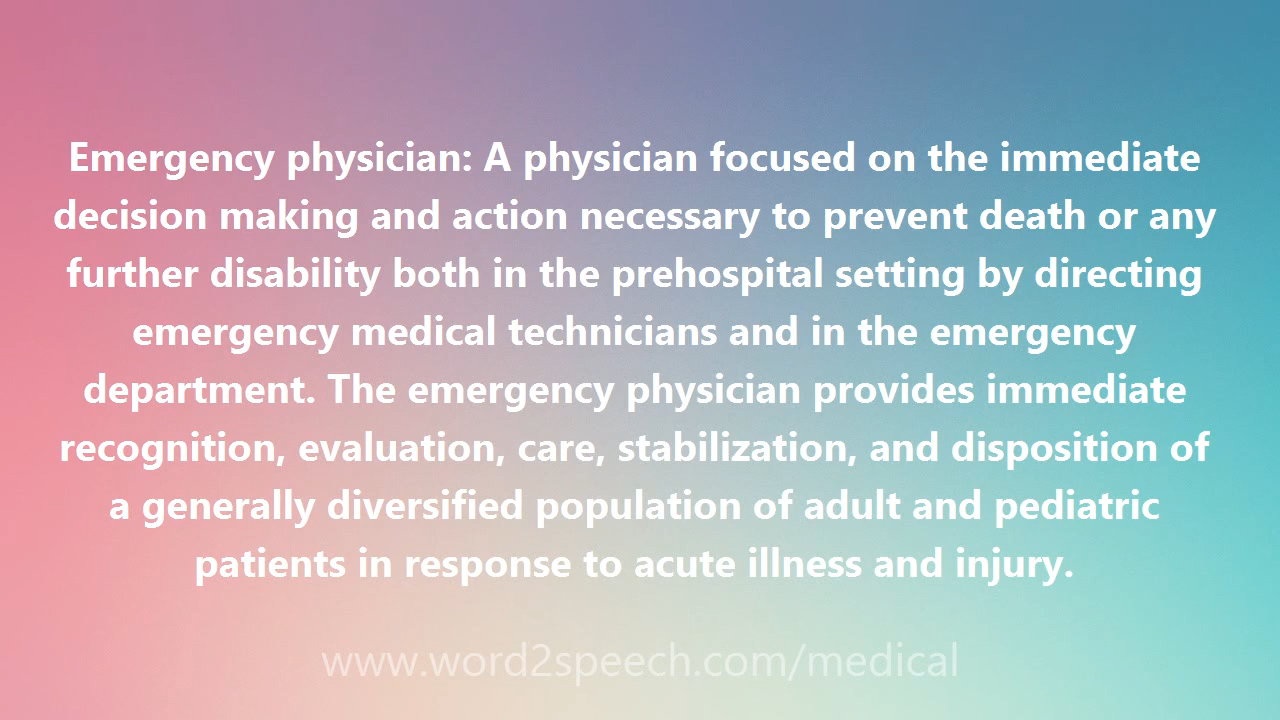 Emergency physician: A physician focused on the immediate
decision making and action necessary to prevent death or any
further disability both in the prehospital setting by directing
emergency medical technicians and in the emergency
department. The emergency physician provides immediate
recognition, evaluation, care, stabilization, and disposition of
a generally diversified population of adult and pediatric
patients in response to acute illness and injury.
www.word2speech.com/medical